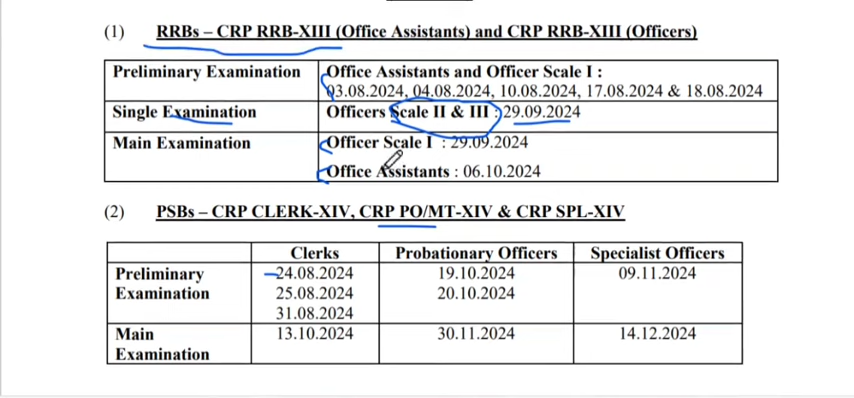 (1) RRBs – CRP RRB-XIII (Office Assistants) and CRP RRB-XIII (Officers)
Preliminary Examination Office Assistants and Officer Scale I :
03.08.2024, 04.08.2024, 10.08.2024, 17.08.2024 & 18.08.2024
Single Examination Officers Scale II & III : 29.09.2024
Main Examination Officer Scale I : 29.09.2024
Office Assistants : 06.10.2024
(2) PSBs – CRP CLERK-XIV, CRP PO/MT-XIV & CRP SPL-XIV
Clerks Probationary Officers Specialist Officers
Preliminary 24.08.2024 19.10.2024 09.11.2024
Examination 25.08.2024 20.10.2024
31.08.2024
Main 13.10.2024 30.11.2024 14.12.2024
Examination